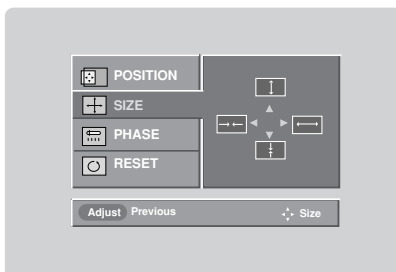 POSITION
SIZE
PHASE
RESET
Adjust Previous Size